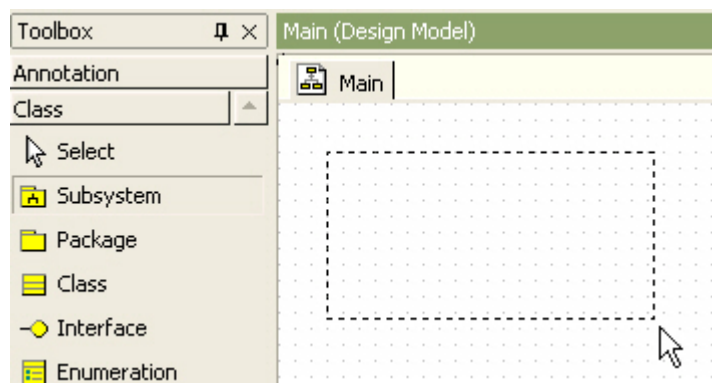 Toolbox
Main (Design Model)
Annotation
Main
Class
Select
Subsystem
Package
Class
Interface
Enumeration